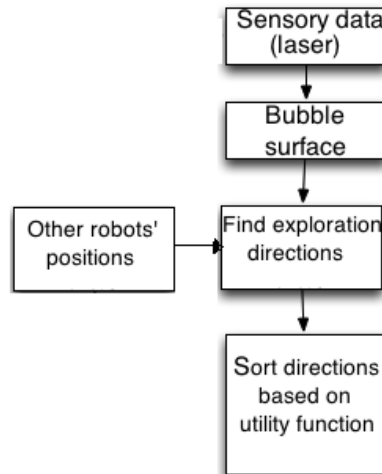 Sensory data
(laser)
Bubble
surface
Other robots'
positions
Find exploration
directions
Sort directions
based on
utility function